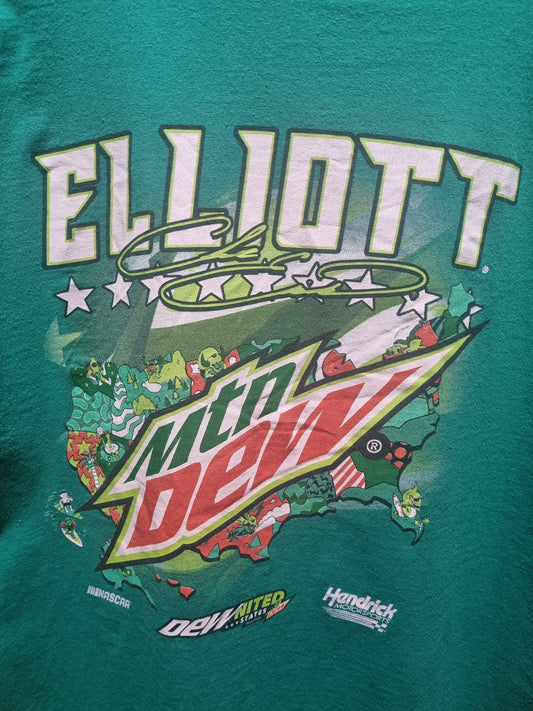 ELLIOTT
Mtn
DEW
®
NASCAR
DEWNITED
STATES
Hendrick
MOTORSPORTS